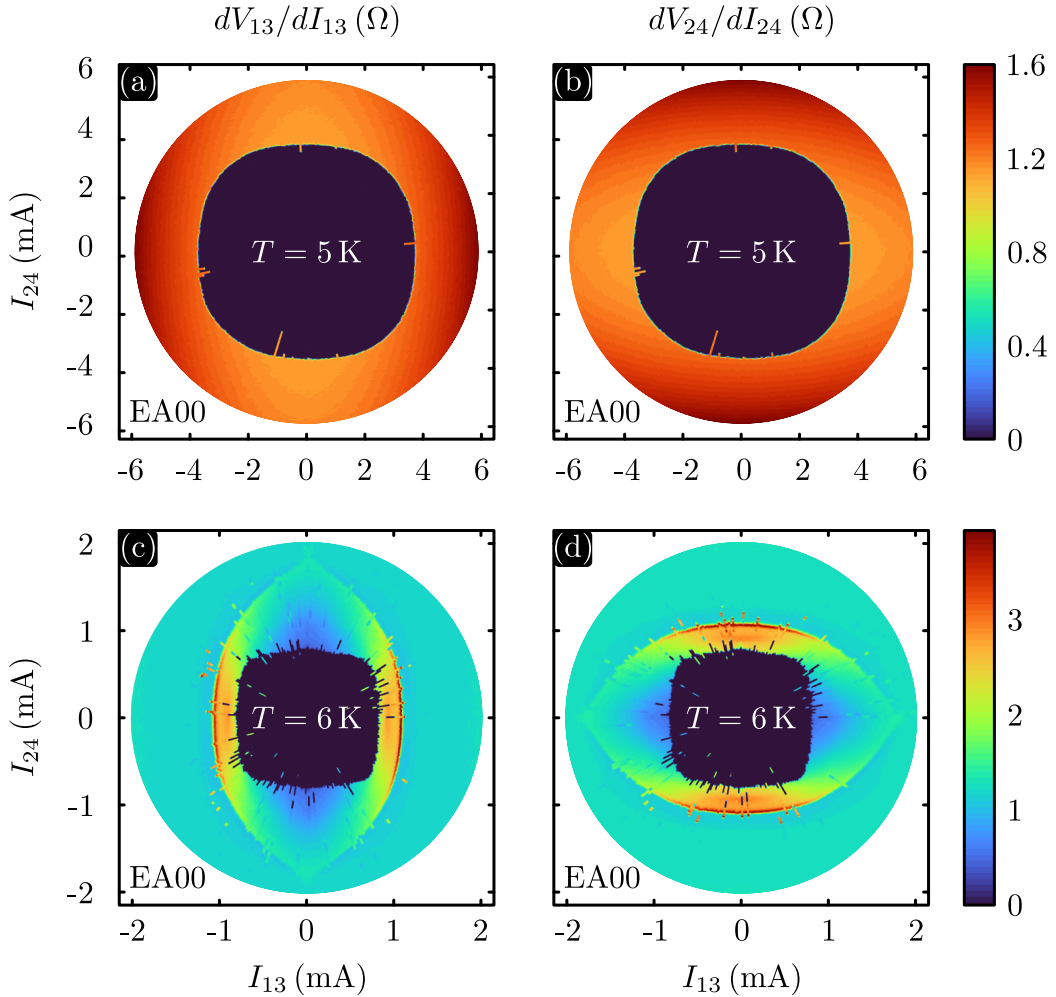 dV₁₃/dI₁₃ (Ω) dV₂₄/dI₂₄ (Ω)
(a) (b)
I₂₄ (mA)
6
4
2
0
-2
-4
-6
T = 5 K T = 5 K
EA00 EA00
-6 -4 -2 0 2 4 6 -6 -4 -2 0 2 4 6
1.6
1.2
0.8
0.4
0
(c) (d)
I₂₄ (mA)
2
1
0
-1
-2
T = 6 K T = 6 K
EA00 EA00
-2 -1 0 1 2 -2 -1 0 1 2
I₁₃ (mA) I₁₃ (mA)
3
2
1
0